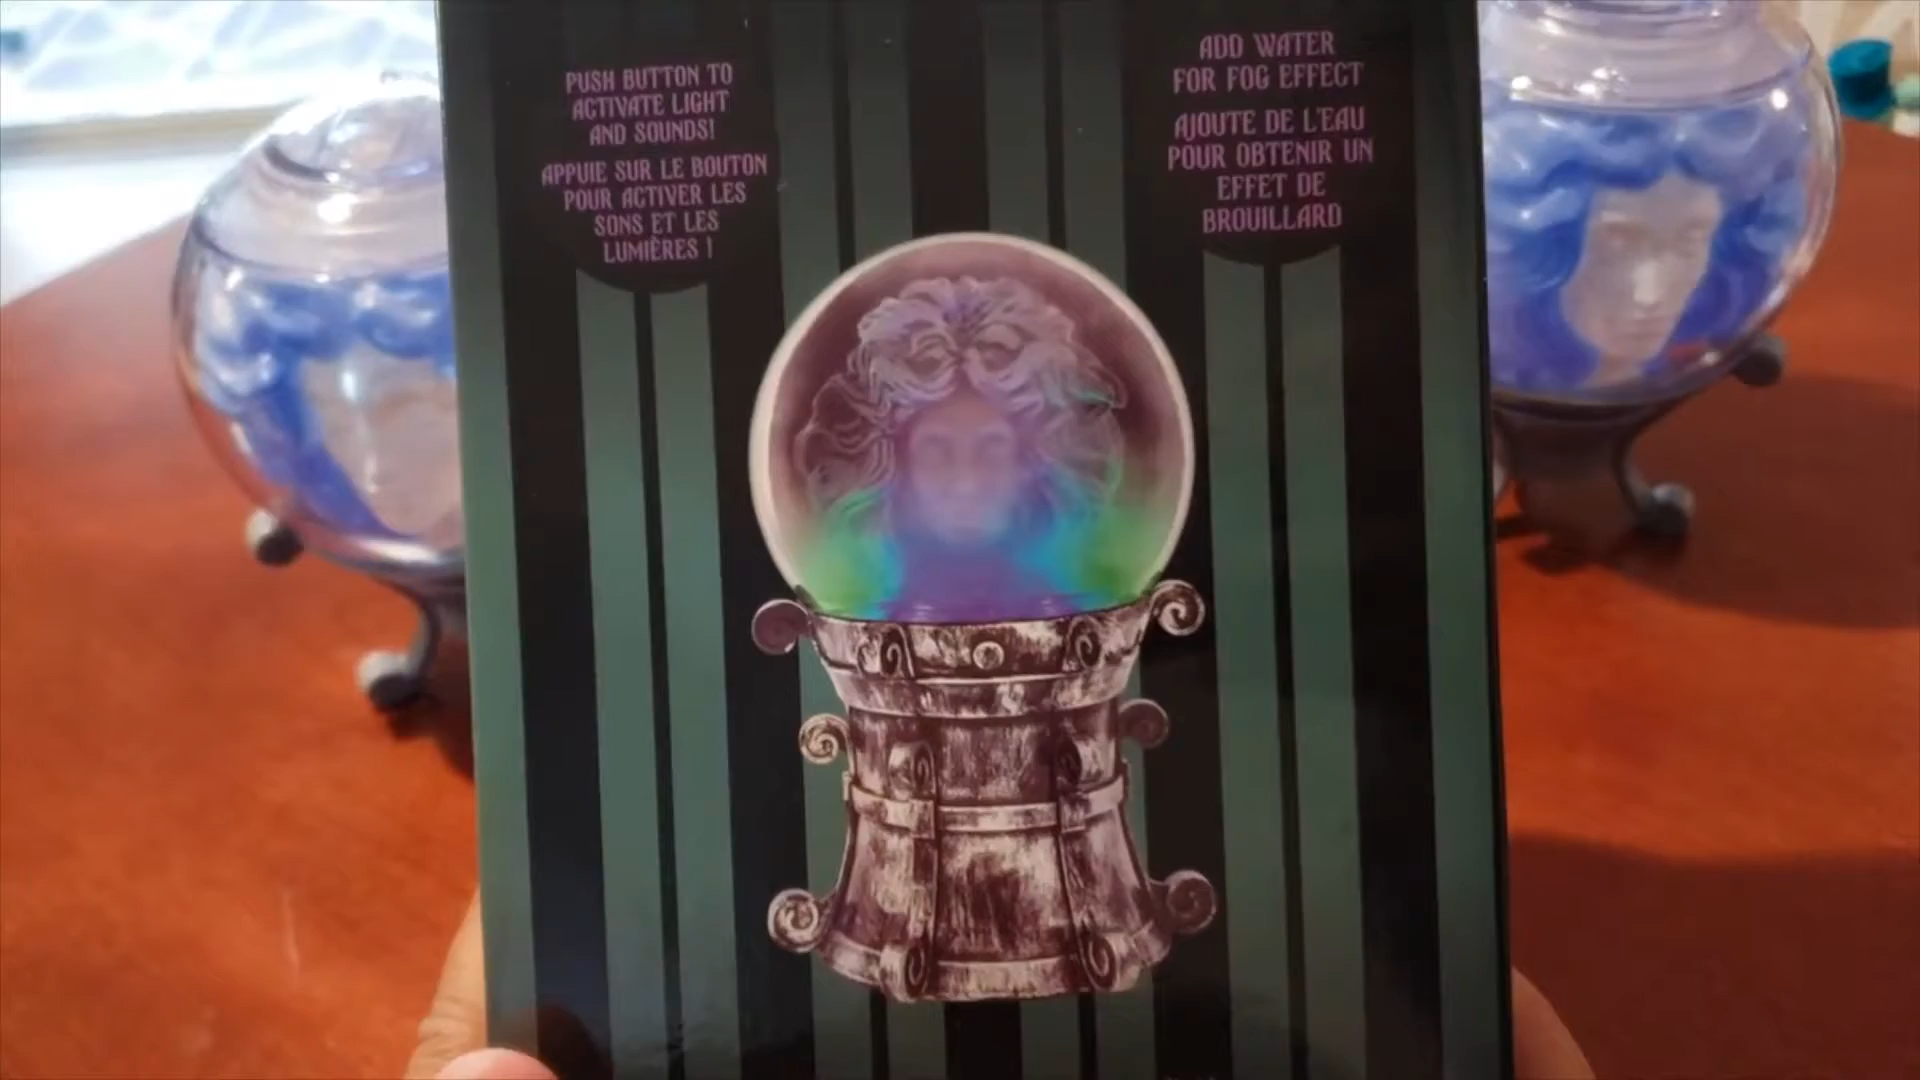 PUSH BUTTON TO
ACTIVATE LIGHT
AND SOUNDS!
APPUIE SUR LE BOUTON
POUR ACTIVER LES
SONS ET LES
LUMIÈRES !
ADD WATER
FOR FOG EFFECT
AJOUTE DE L'EAU
POUR OBTENIR UN
EFFET DE
BROUILLARD